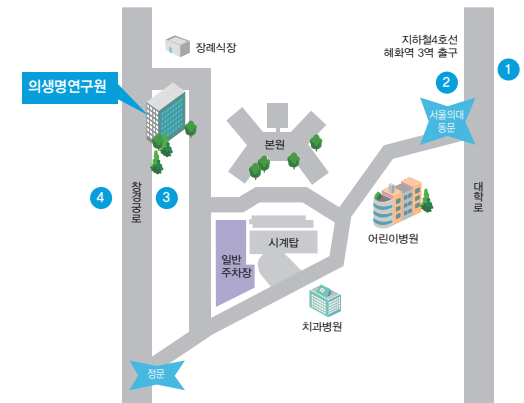 장례식장
지하철4호선
혜화역 3역 출구
1
2
의생명연구원
서울의대
동문
본원
4
창경궁로
3
대학로
일반
주차장
시계탑
어린이병원
치과병원
정문